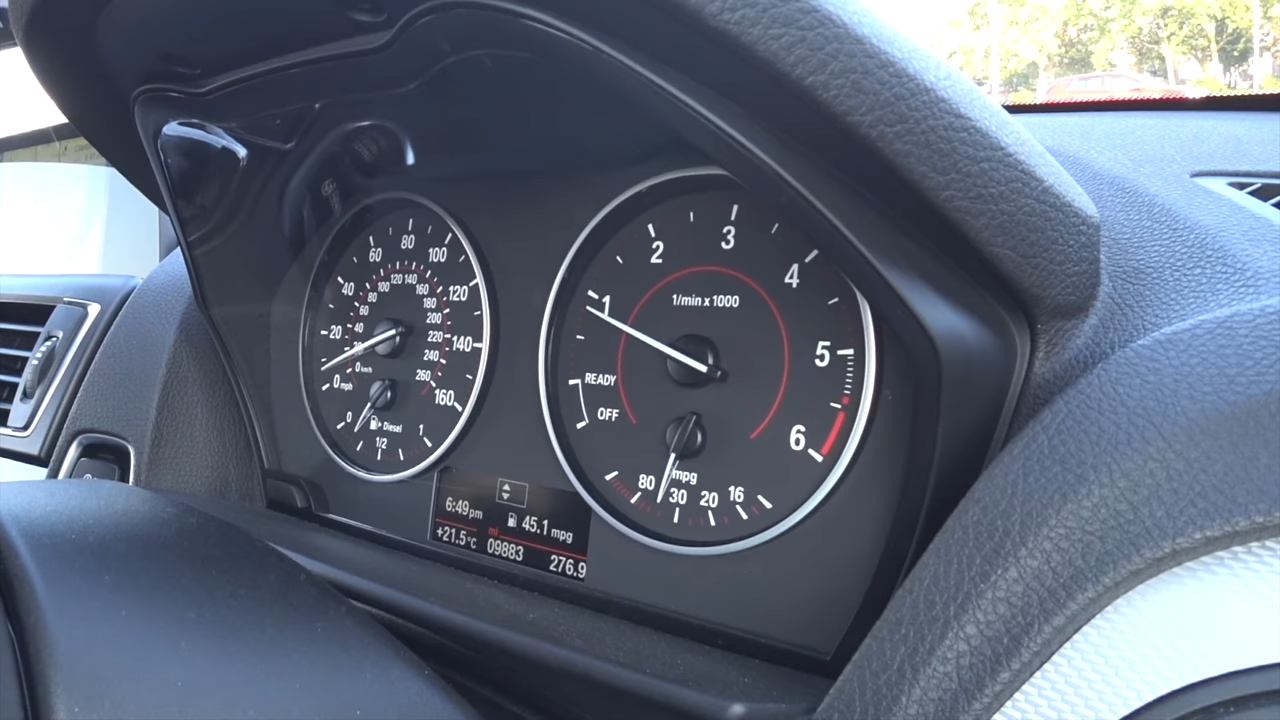 80
60 100
40 120
20 140
0 mph 160
120 140
100 160
80 180
60 200
40 220
20 240
0 km/h 260
0 Diesel 1
1/2
3
2 4
1 5
6
1/min x 1000
READY
OFF
mpg
80 30 20 16
6:49pm 45.1 mpg
mi
+21.5°C 09883 276.9